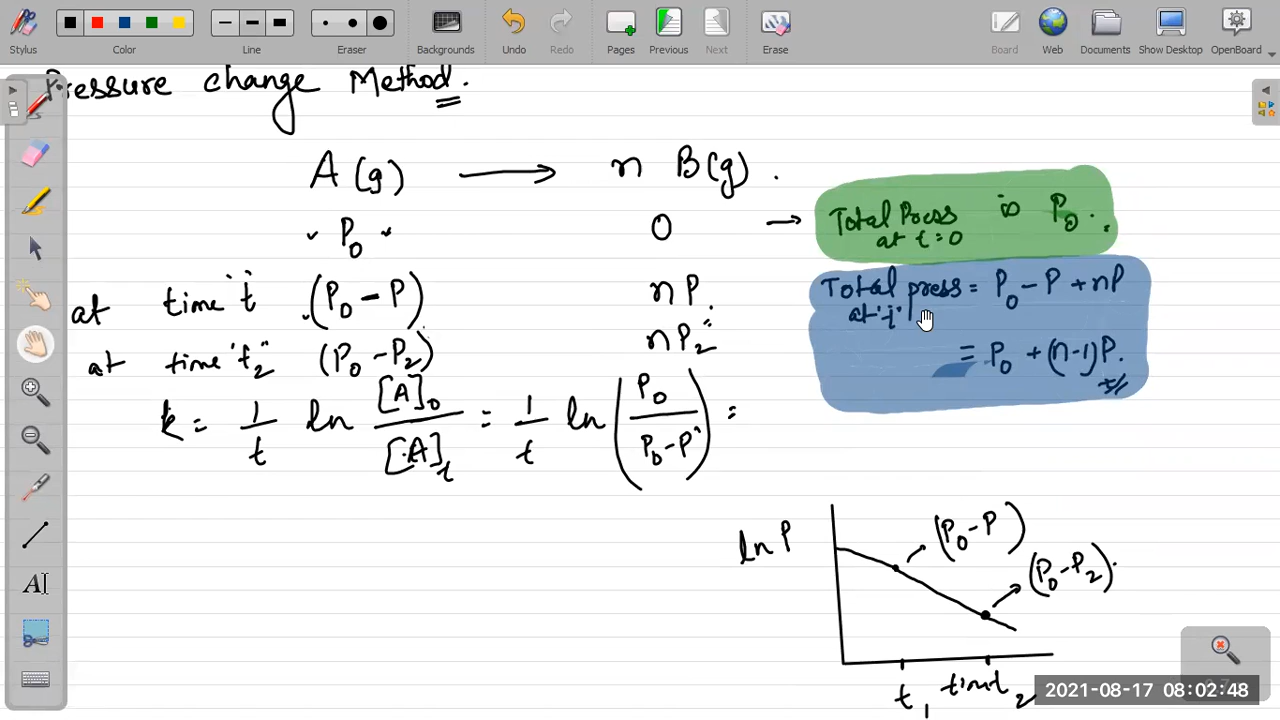 Stylus Color Line Eraser Backgrounds Undo Redo Pages Previous Next Erase Board Web Documents Show Desktop OpenBoard
Pressure change Method.
A (g) ⟶ n B(g).
P₀ 0 → Total Press is P₀.
at t=0
at time 't' (P₀ – P) nP. Total press = P₀ – P + nP
at 't'
at time 't₂' (P₀ – P₂) nP₂ = P₀ + (n-1)P.
k = 1/t ln [A]₀/[A]ₜ = 1/t ln (P₀/(P₀-P)) =
ln P (P₀-P)
(P₀-P₂).
t₁ time t₂
2021-08-17 08:02:48